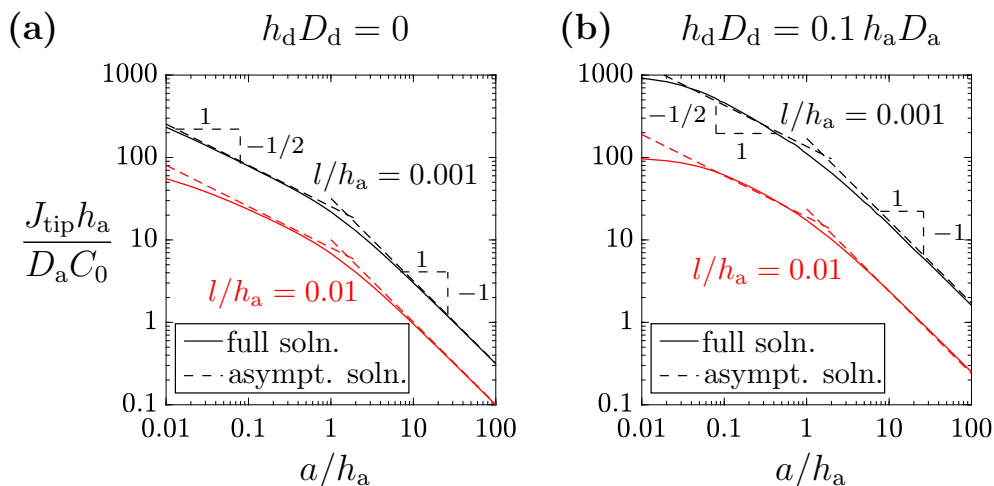 (a) h_d D_d = 0
1000
100
10
1
0.1
0.01 0.1 1 10 100
J_tip h_a / D_a C_0
a/h_a
1
−1/2
l/h_a = 0.001
1
−1
l/h_a = 0.01
full soln.
asympt. soln.
(b) h_d D_d = 0.1 h_a D_a
1000
100
10
1
0.1
0.01 0.1 1 10 100
a/h_a
−1/2
1
l/h_a = 0.001
1
−1
l/h_a = 0.01
full soln.
asympt. soln.